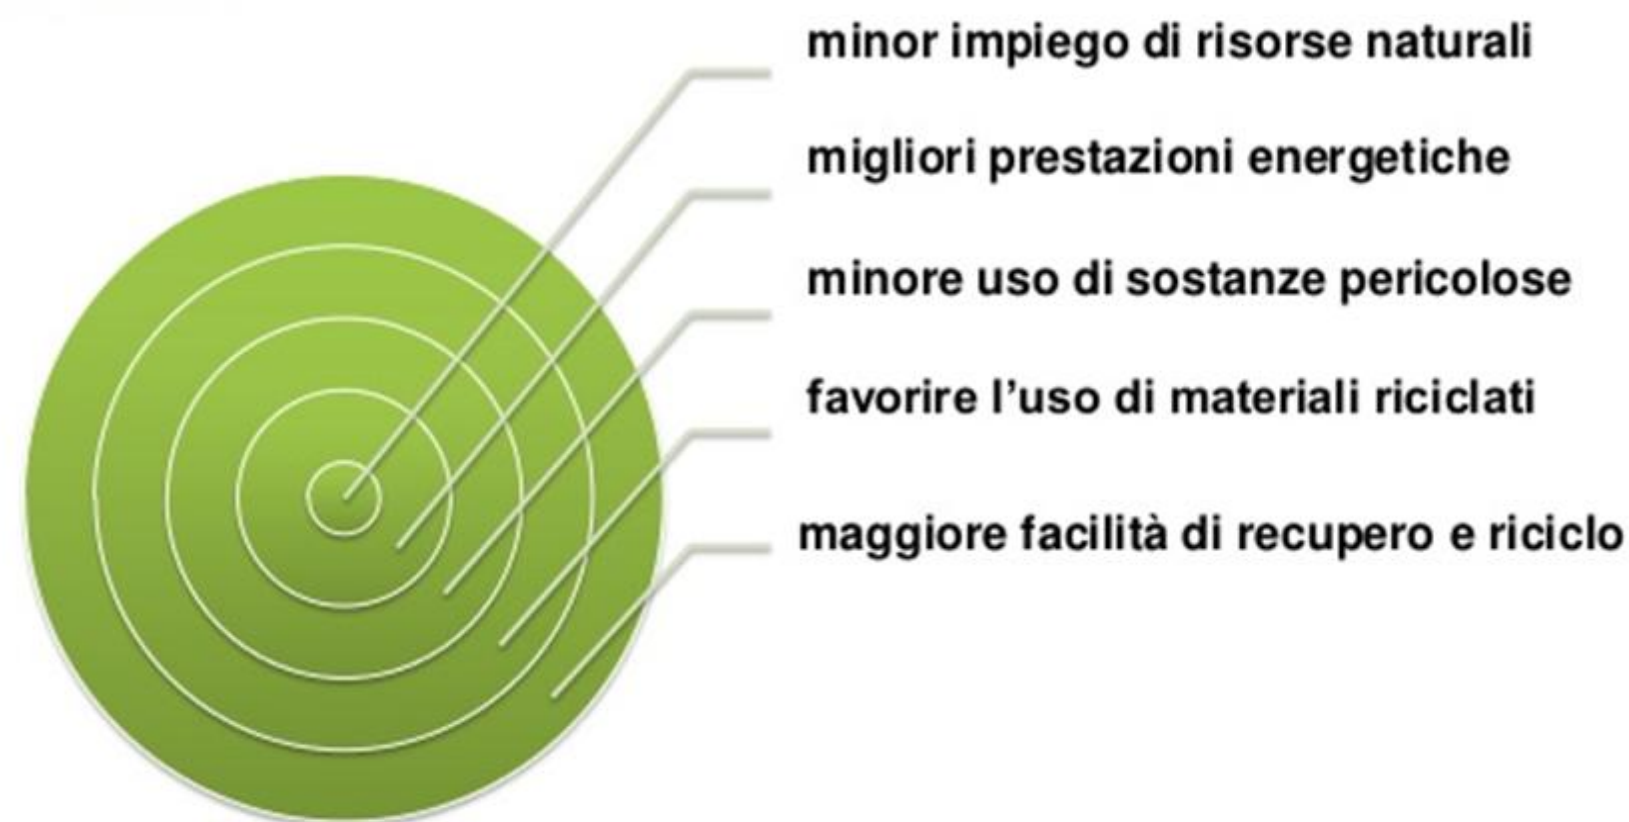 minor impiego di risorse naturali
migliori prestazioni energetiche
minore uso di sostanze pericolose
favorire l’uso di materiali riciclati
maggiore facilità di recupero e riciclo